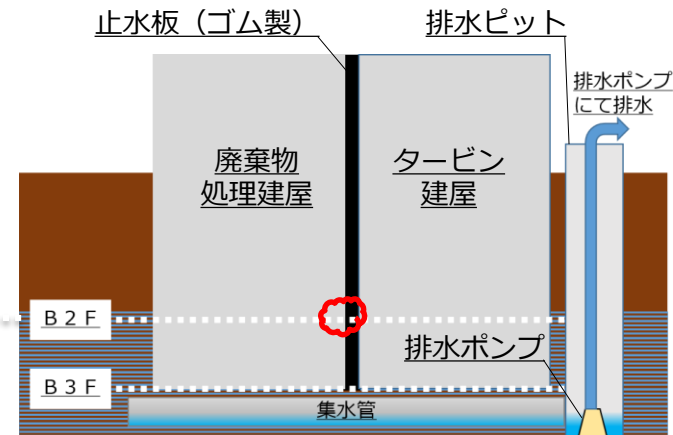 止水板（ゴム製）
排水ピット
排水ポンプ
にて排水
廃棄物
処理建屋
タービン
建屋
Ｂ２Ｆ
排水ポンプ
Ｂ３Ｆ
集水管